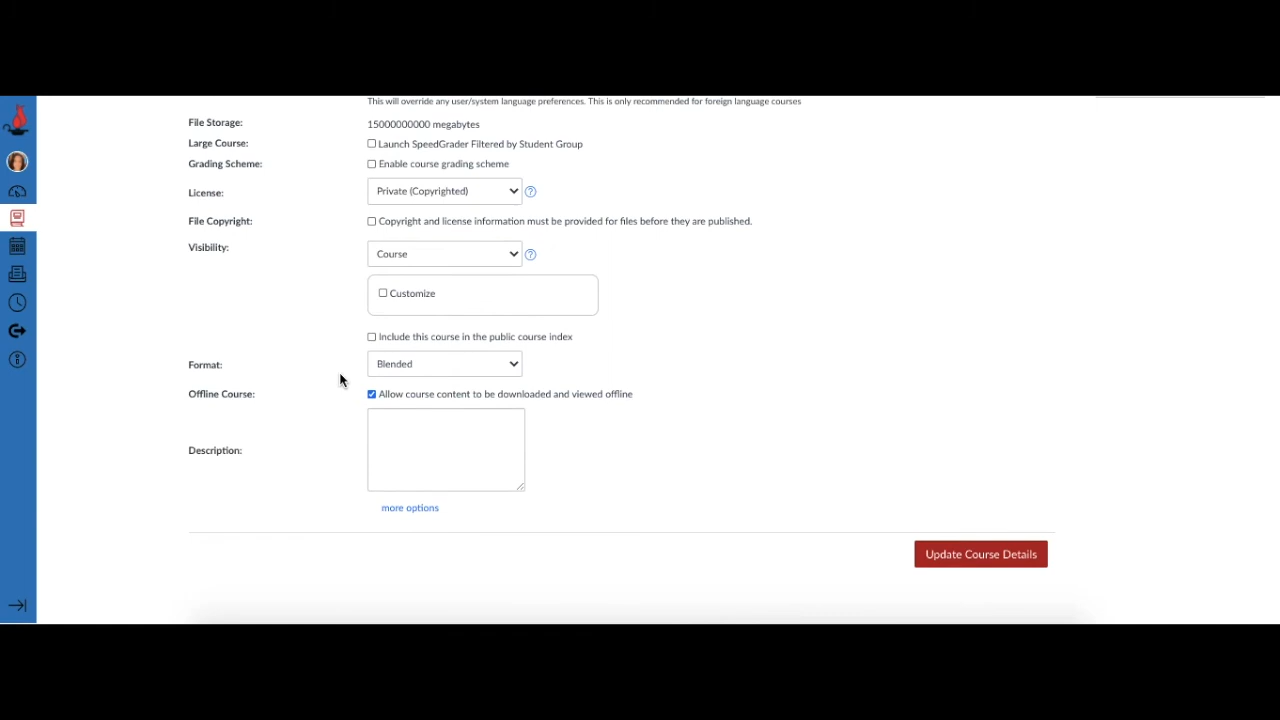 This will override any user/system language preferences. This is only recommended for foreign language courses
File Storage: 15000000000 megabytes
Large Course: Launch SpeedGrader Filtered by Student Group
Grading Scheme: Enable course grading scheme
License: Private (Copyrighted)
File Copyright: Copyright and license information must be provided for files before they are published.
Visibility: Course
Customize
Include this course in the public course index
Format: Blended
Offline Course: Allow course content to be downloaded and viewed offline
Description:
more options
Update Course Details